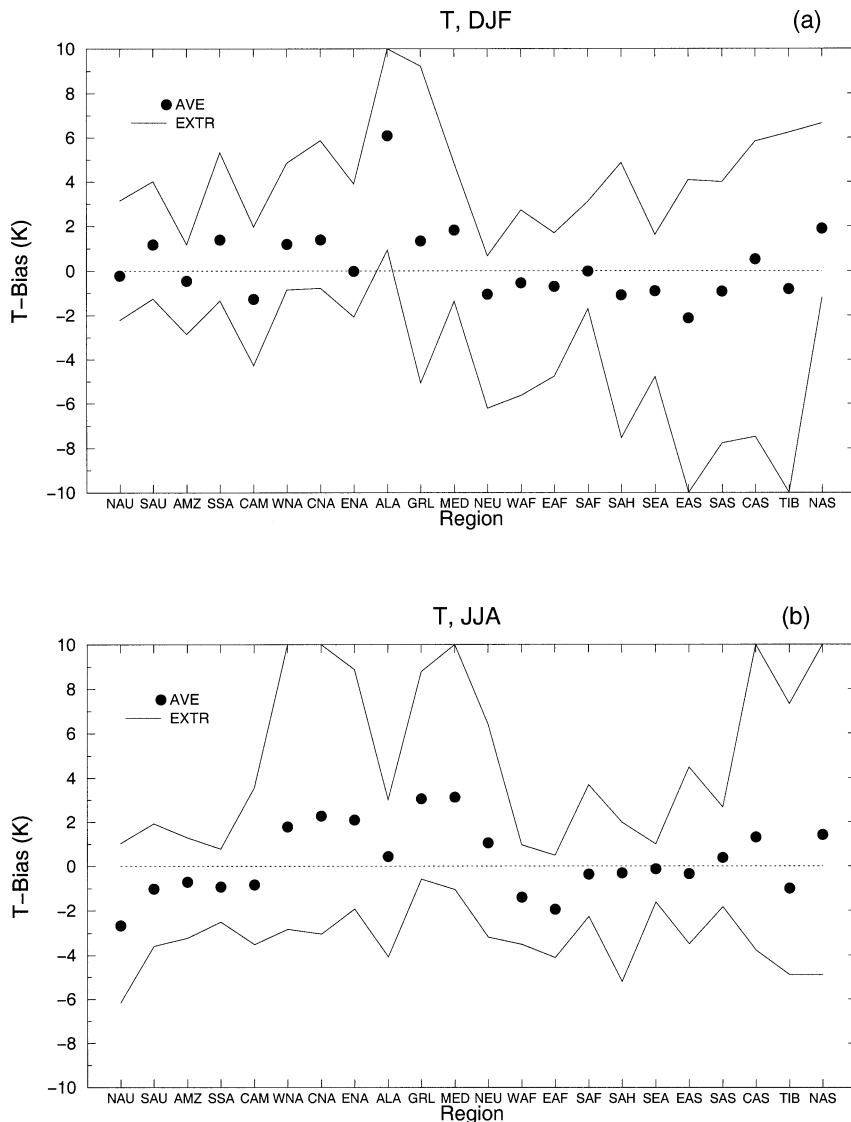 T, DJF (a)
10
8
6
4
2
0
-2
-4
-6
-8
-10
T-Bias (K)
AVE
EXTR
NAU SAU AMZ SSA CAM WNA CNA ENA ALA GRL MED NEU WAF EAF SAF SAH SEA EAS SAS CAS TIB NAS
Region
T, JJA (b)
10
8
6
4
2
0
-2
-4
-6
-8
-10
T-Bias (K)
AVE
EXTR
NAU SAU AMZ SSA CAM WNA CNA ENA ALA GRL MED NEU WAF EAF SAF SAH SEA EAS SAS CAS TIB NAS
Region